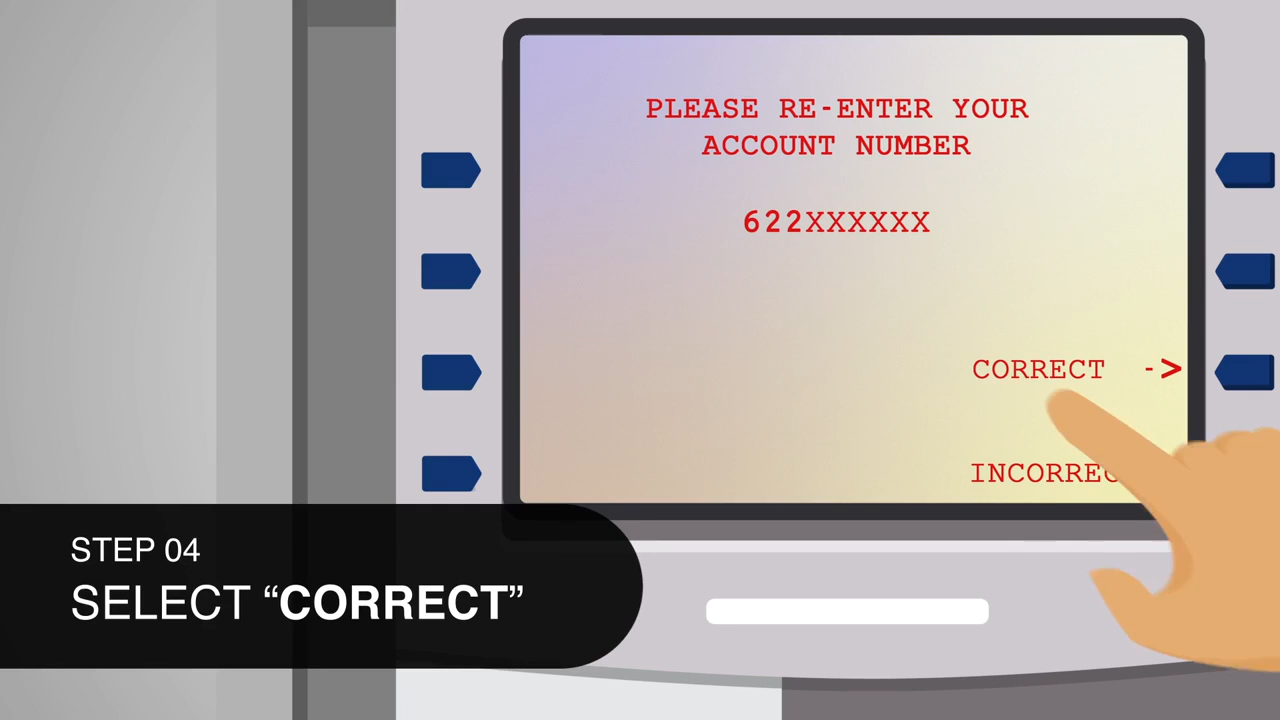 PLEASE RE-ENTER YOUR
ACCOUNT NUMBER
622XXXXXX
CORRECT ->
STEP 04
SELECT “CORRECT”